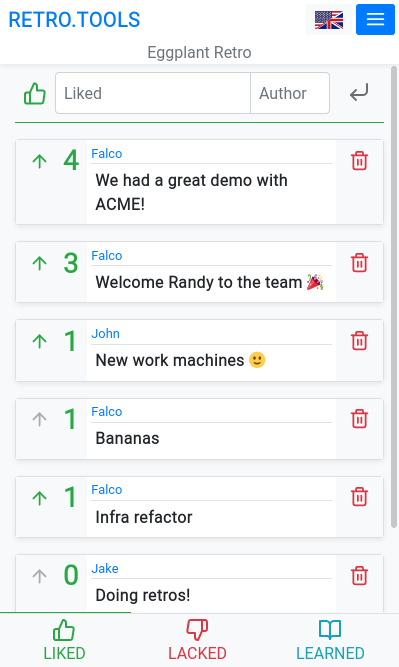 RETRO.TOOLS
Eggplant Retro
Liked Author
4 Falco
We had a great demo with
ACME!
3 Falco
Welcome Randy to the team 🎉
1 John
New work machines 🙂
1 Falco
Bananas
1 Falco
Infra refactor
0 Jake
Doing retros!
LIKED LACKED LEARNED